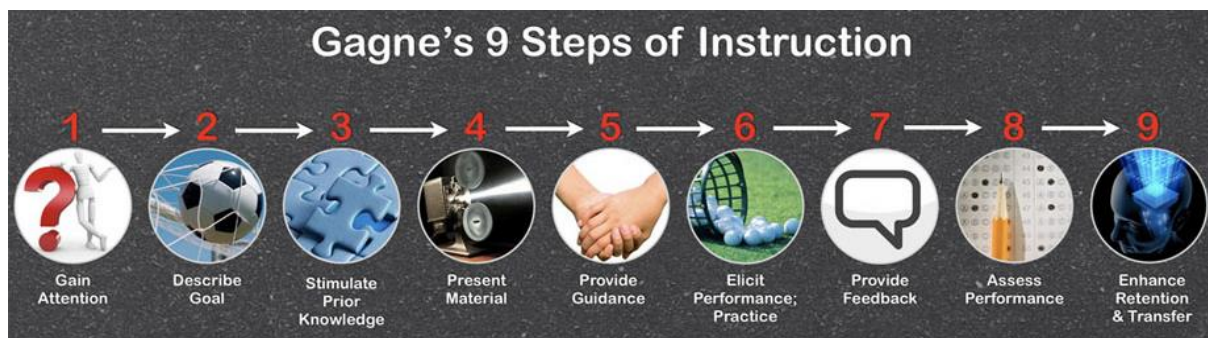 Gagne's 9 Steps of Instruction
1 2 3 4 5 6 7 8 9
Gain
Attention
Describe
Goal
Stimulate
Prior
Knowledge
Present
Material
Provide
Guidance
Elicit
Performance;
Practice
Provide
Feedback
Assess
Performance
Enhance
Retention
& Transfer